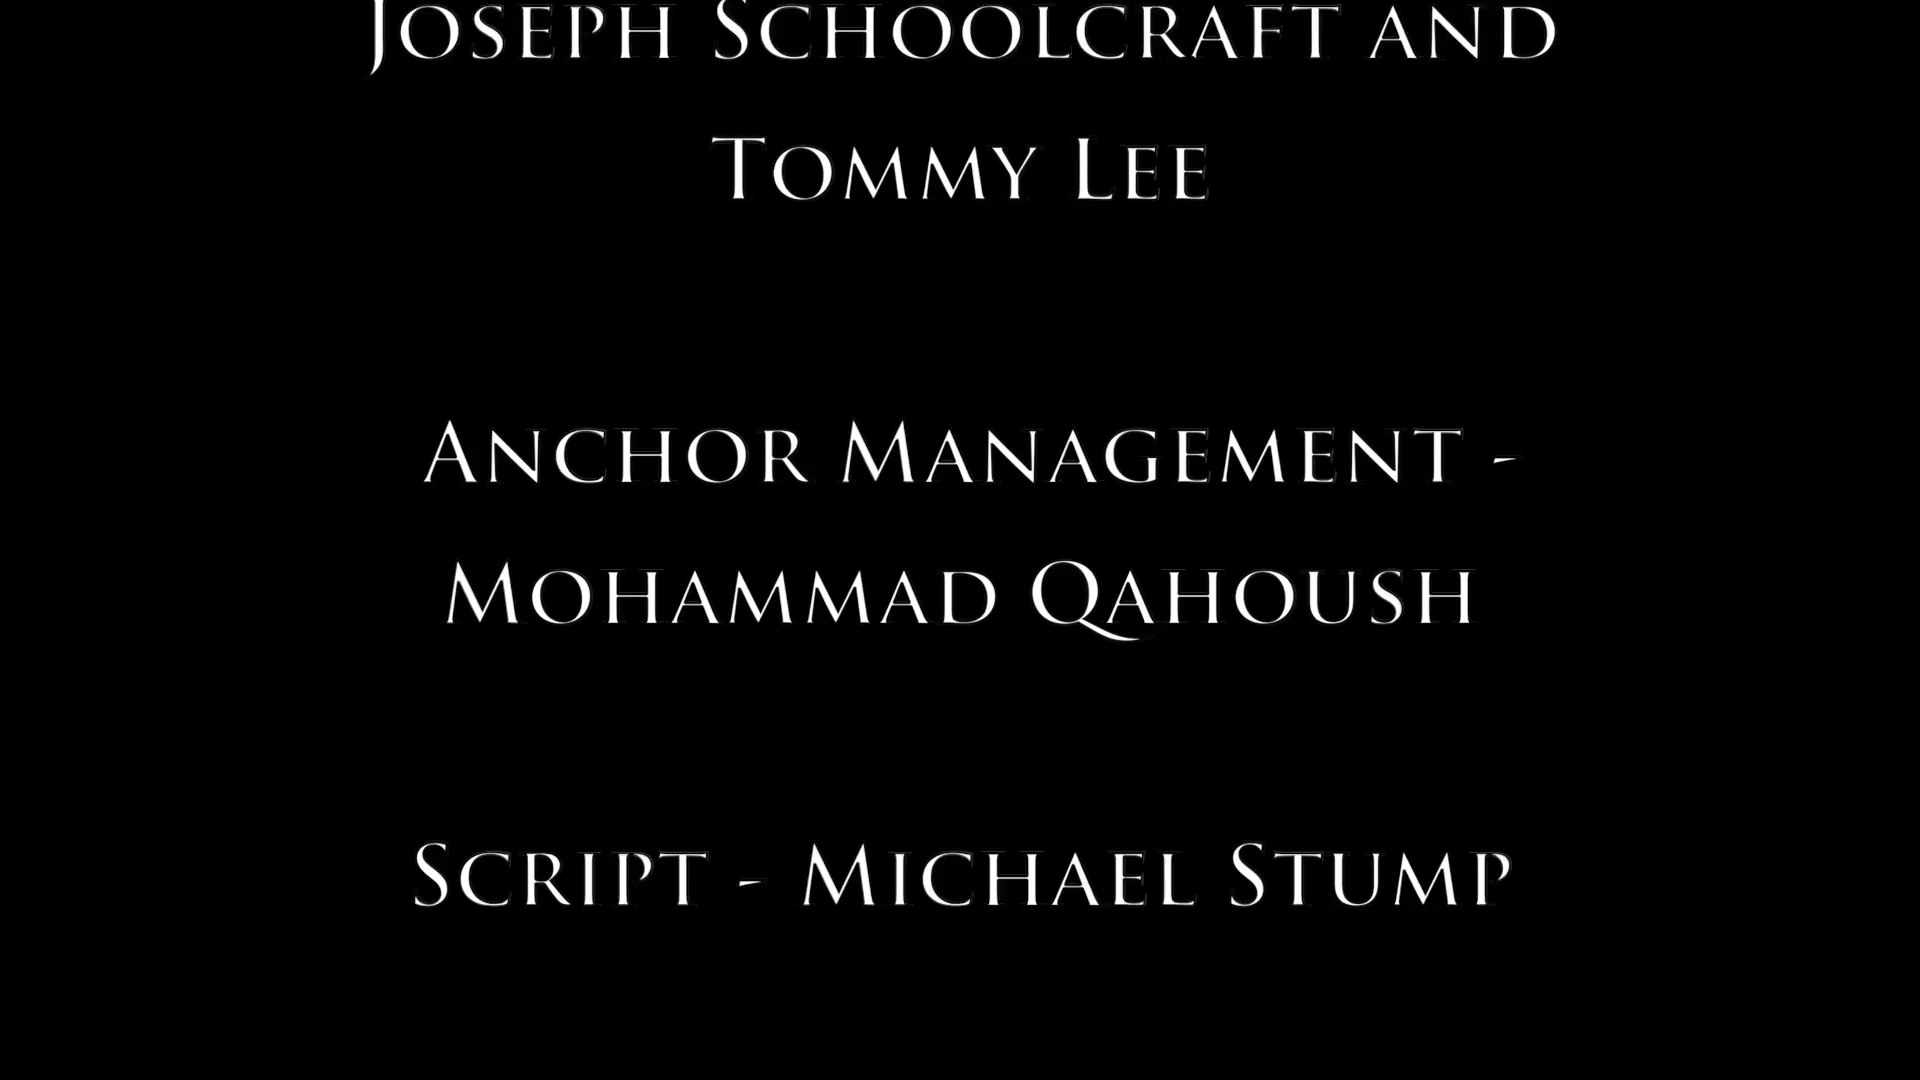 Joseph Schoolcraft and
Tommy Lee
Anchor Management -
Mohammad Qahoush
Script - Michael Stump